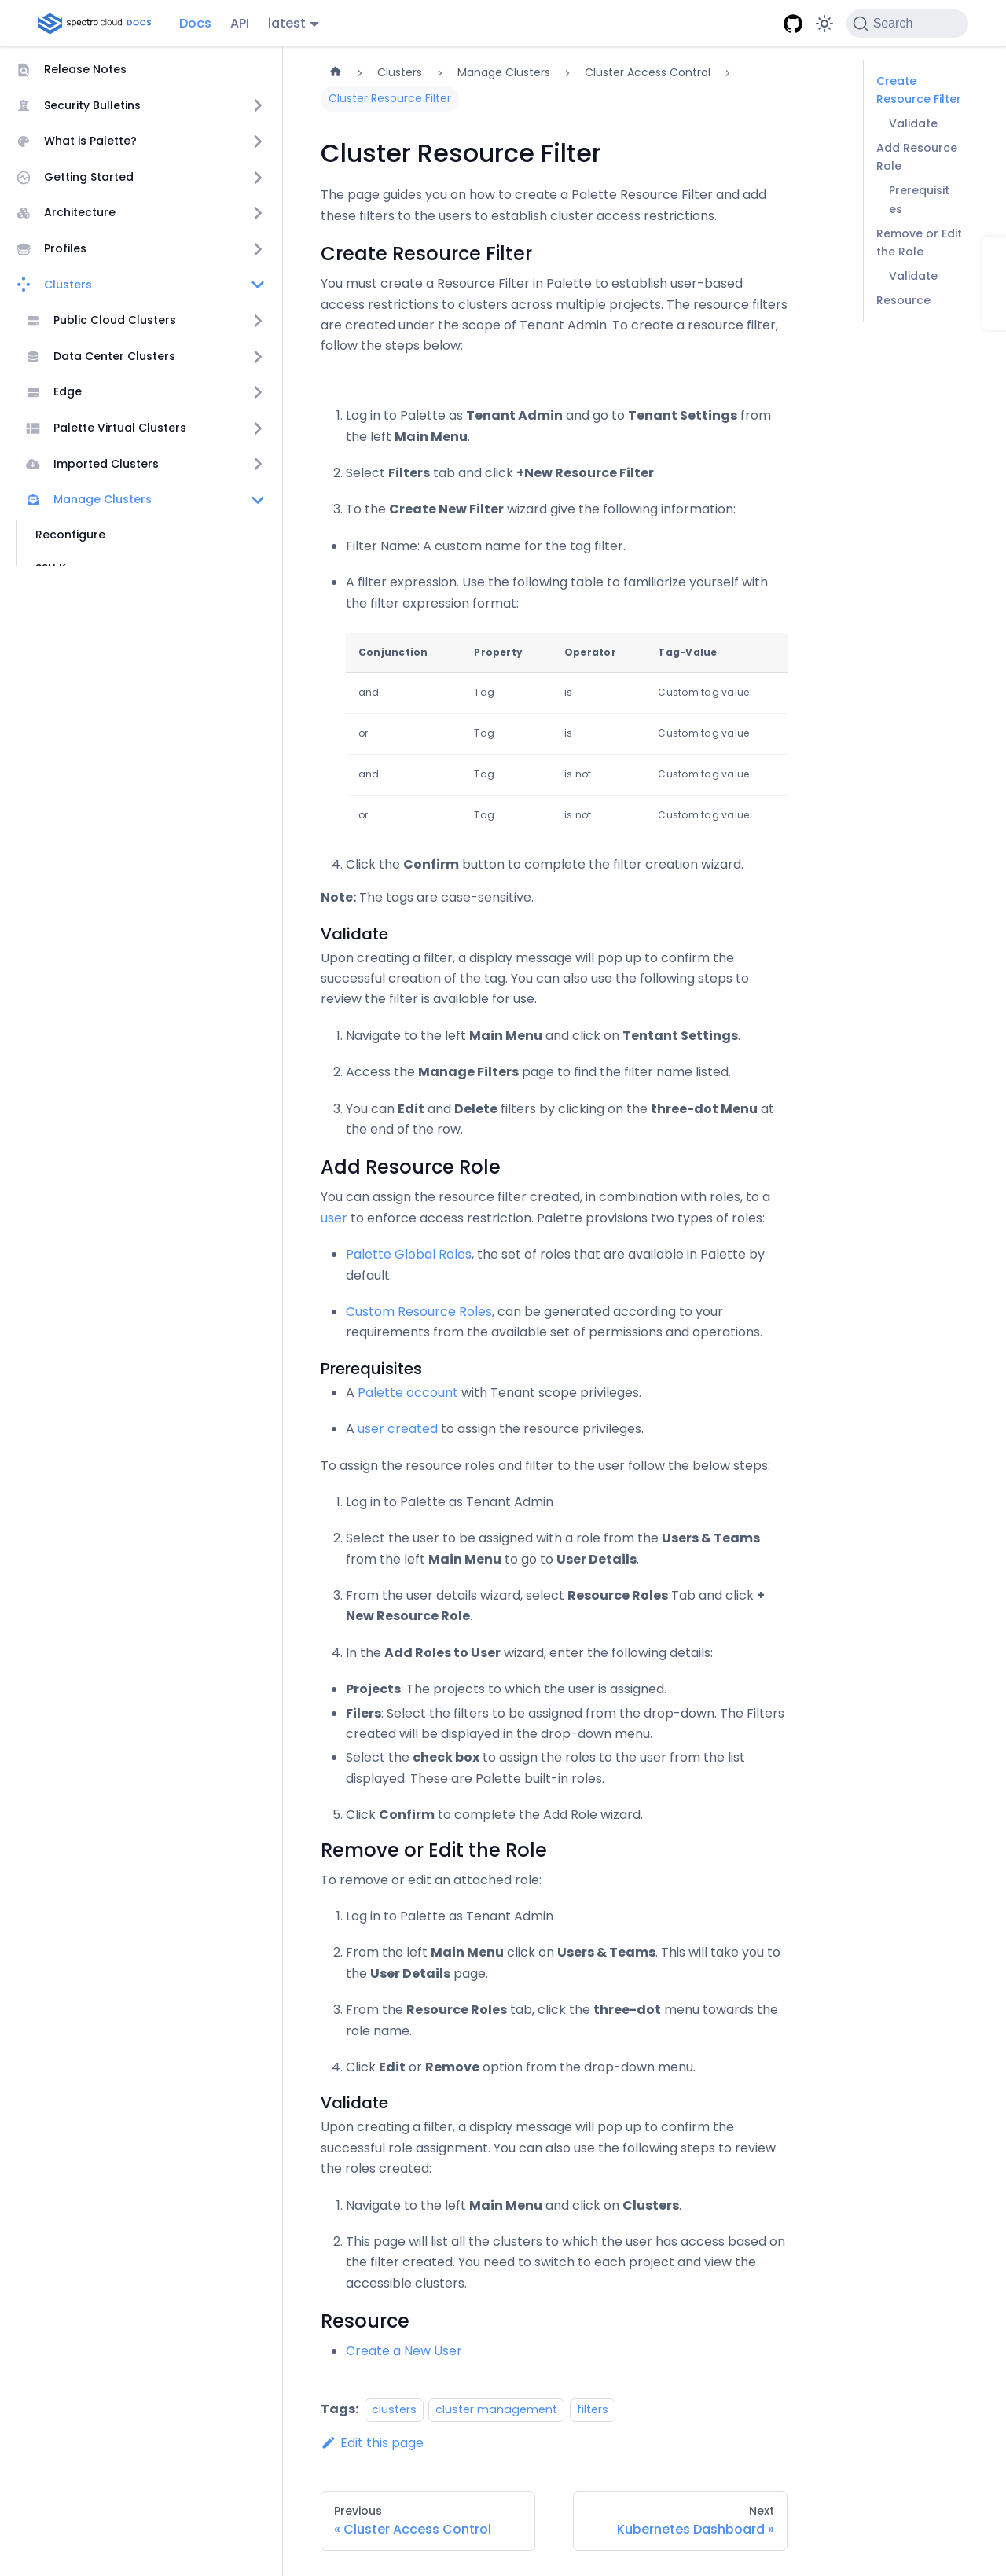 spectro cloud DOCS Docs API latest Search
Release Notes
Security Bulletins
What is Palette?
Getting Started
Architecture
Profiles
Clusters
Public Cloud Clusters
Data Center Clusters
Edge
Palette Virtual Clusters
Imported Clusters
Manage Clusters
Reconfigure
Clusters > Manage Clusters > Cluster Access Control >
Cluster Resource Filter
Cluster Resource Filter
The page guides you on how to create a Palette Resource Filter and add
these filters to the users to establish cluster access restrictions.
Create Resource Filter
You must create a Resource Filter in Palette to establish user-based
access restrictions to clusters across multiple projects. The resource filters
are created under the scope of Tenant Admin. To create a resource filter,
follow the steps below:
1. Log in to Palette as Tenant Admin and go to Tenant Settings from
the left Main Menu.
2. Select Filters tab and click +New Resource Filter.
3. To the Create New Filter wizard give the following information:
• Filter Name: A custom name for the tag filter.
• A filter expression. Use the following table to familiarize yourself with
the filter expression format:
Conjunction Property Operator Tag-Value
and Tag is Custom tag value
or Tag is Custom tag value
and Tag is not Custom tag value
or Tag is not Custom tag value
4. Click the Confirm button to complete the filter creation wizard.
Note: The tags are case-sensitive.
Validate
Upon creating a filter, a display message will pop up to confirm the
successful creation of the tag. You can also use the following steps to
review the filter is available for use.
1. Navigate to the left Main Menu and click on Tentant Settings.
2. Access the Manage Filters page to find the filter name listed.
3. You can Edit and Delete filters by clicking on the three-dot Menu at
the end of the row.
Add Resource Role
You can assign the resource filter created, in combination with roles, to a
user to enforce access restriction. Palette provisions two types of roles:
• Palette Global Roles, the set of roles that are available in Palette by
default.
• Custom Resource Roles, can be generated according to your
requirements from the available set of permissions and operations.
Prerequisites
• A Palette account with Tenant scope privileges.
• A user created to assign the resource privileges.
To assign the resource roles and filter to the user follow the below steps:
1. Log in to Palette as Tenant Admin
2. Select the user to be assigned with a role from the Users & Teams
from the left Main Menu to go to User Details.
3. From the user details wizard, select Resource Roles Tab and click +
New Resource Role.
4. In the Add Roles to User wizard, enter the following details:
• Projects: The projects to which the user is assigned.
• Filers: Select the filters to be assigned from the drop-down. The Filters
created will be displayed in the drop-down menu.
• Select the check box to assign the roles to the user from the list
displayed. These are Palette built-in roles.
5. Click Confirm to complete the Add Role wizard.
Remove or Edit the Role
To remove or edit an attached role:
1. Log in to Palette as Tenant Admin
2. From the left Main Menu click on Users & Teams. This will take you to
the User Details page.
3. From the Resource Roles tab, click the three-dot menu towards the
role name.
4. Click Edit or Remove option from the drop-down menu.
Validate
Upon creating a filter, a display message will pop up to confirm the
successful role assignment. You can also use the following steps to review
the roles created:
1. Navigate to the left Main Menu and click on Clusters.
2. This page will list all the clusters to which the user has access based on
the filter created. You need to switch to each project and view the
accessible clusters.
Resource
• Create a New User
Tags: clusters cluster management filters
Edit this page
Previous
« Cluster Access Control
Next
Kubernetes Dashboard »
Create
Resource Filter
Validate
Add Resource
Role
Prerequisit
es
Remove or Edit
the Role
Validate
Resource